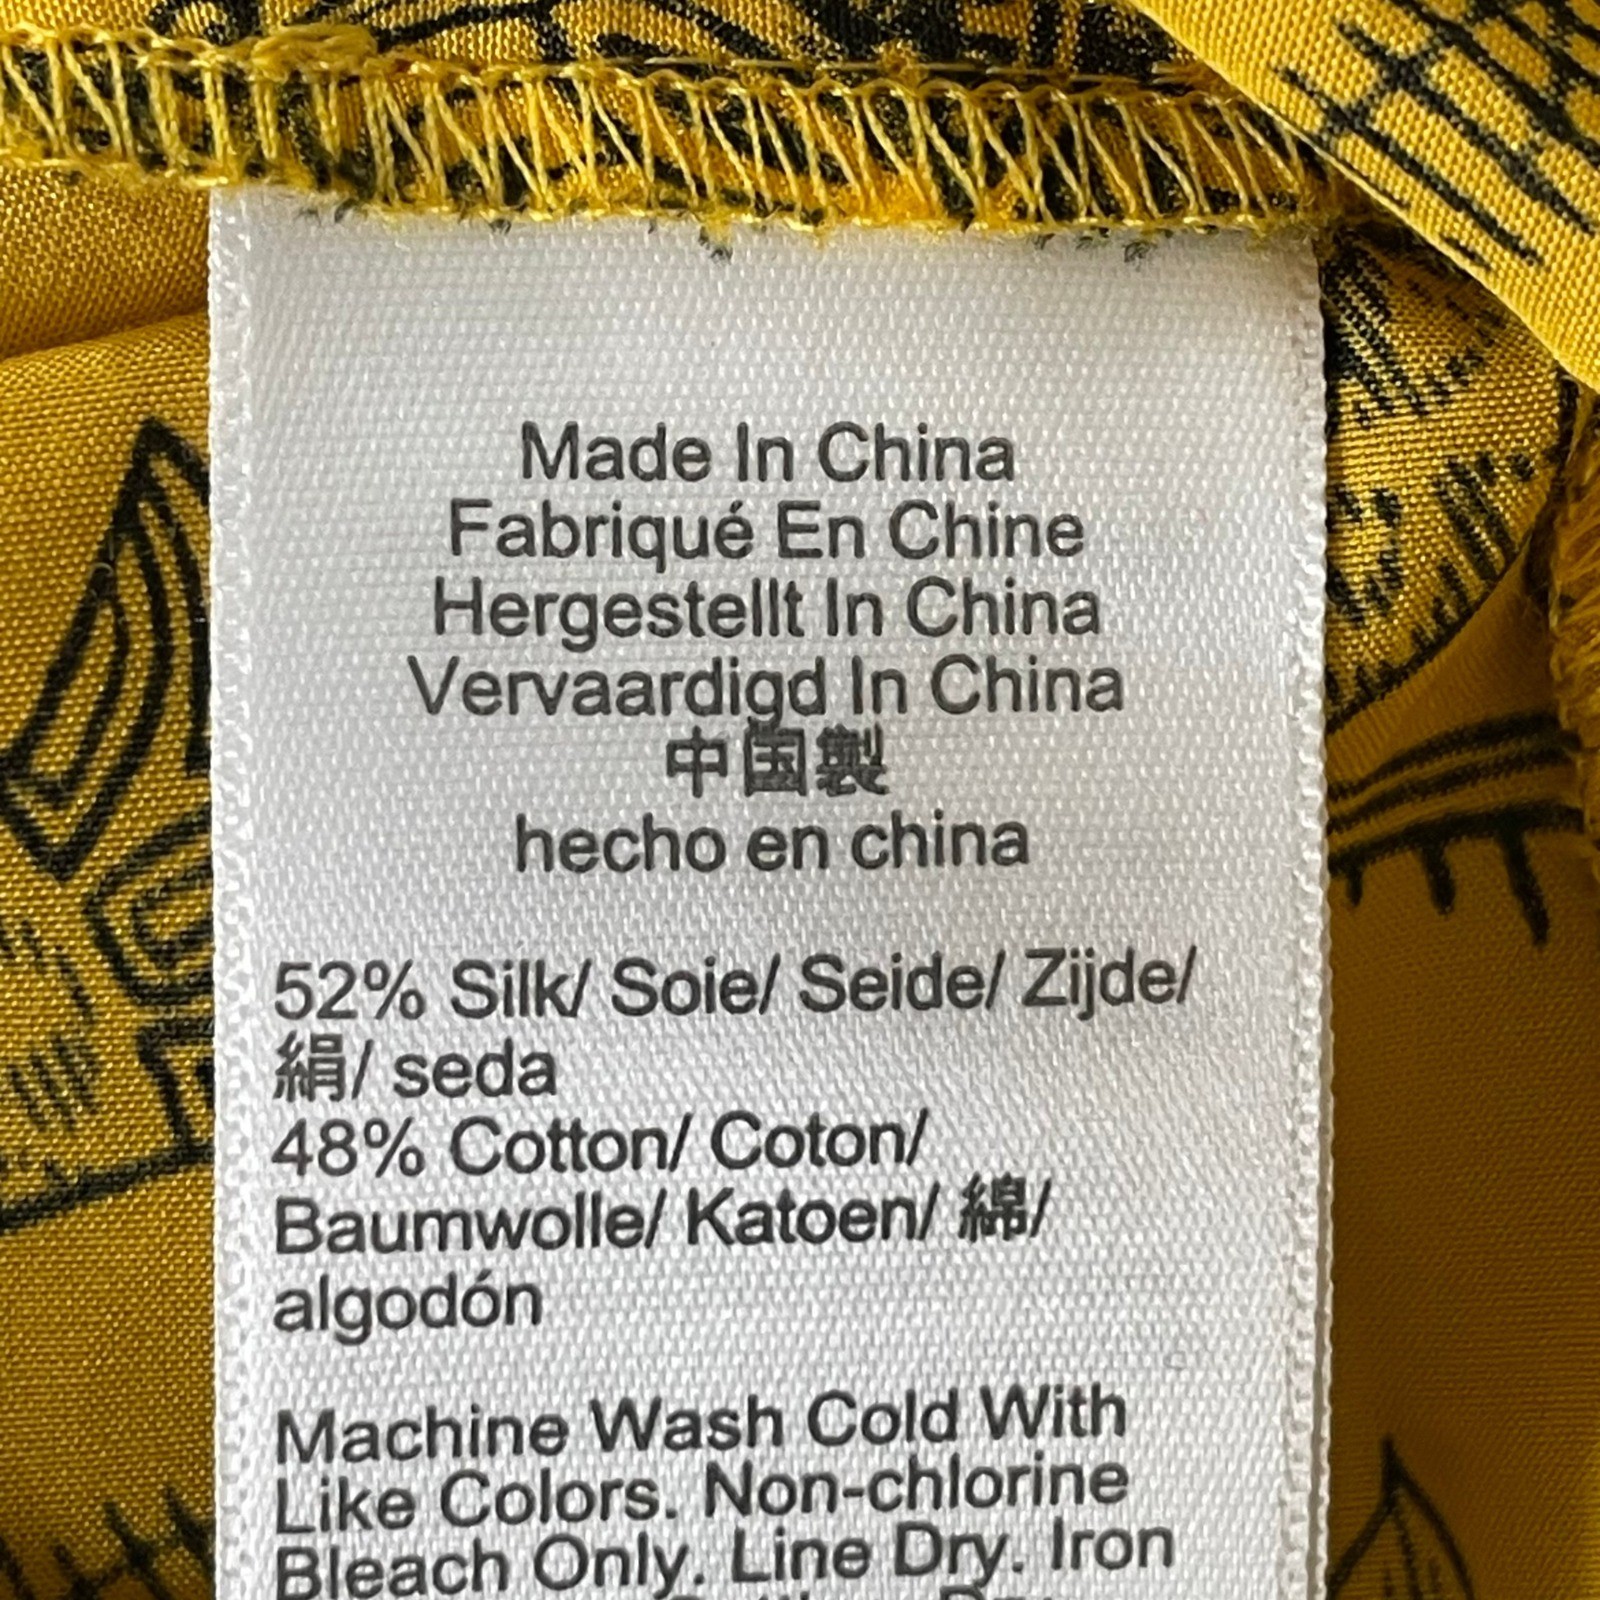 Made In China
Fabriqué En Chine
Hergestellt In China
Vervaardigd In China
中国製
hecho en china
52% Silk/ Soie/ Seide/ Zijde/
絹/ seda
48% Cotton/ Coton/
Baumwolle/ Katoen/ 綿/
algodón
Machine Wash Cold With
Like Colors. Non-chlorine
Bleach Only. Line Dry. Iron